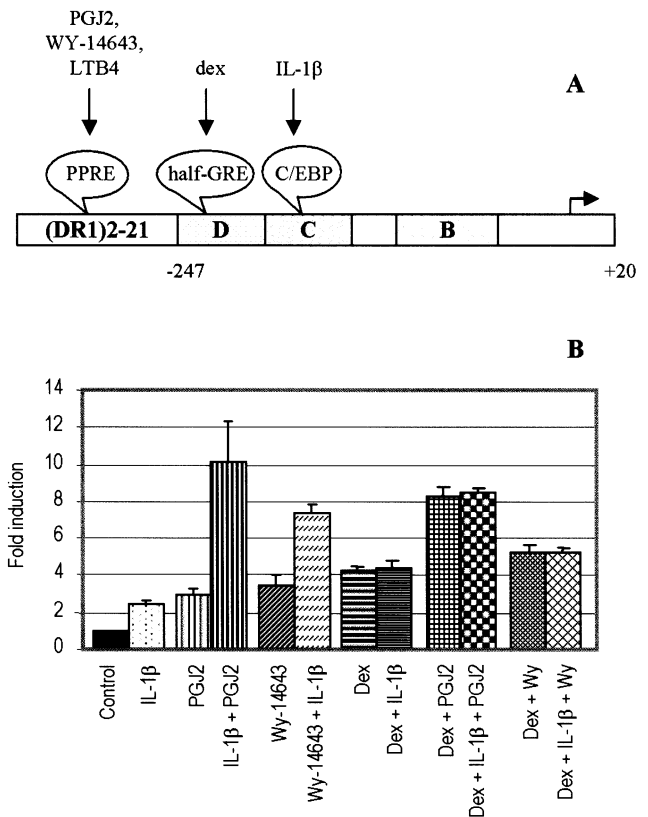 PGJ2,
WY-14643,
LTB4
dex
IL-1β
A
PPRE
half-GRE
C/EBP
(DR1)2-21
D
C
B
-247
+20
B
14
12
10
8
6
4
2
0
Fold induction
Control
IL-1β
PGJ2
IL-1β + PGJ2
Wy-14643
Wy-14643 + IL-1β
Dex
Dex + IL-1β
Dex + PGJ2
Dex + IL-1β + PGJ2
Dex + Wy
Dex + IL-1β + Wy